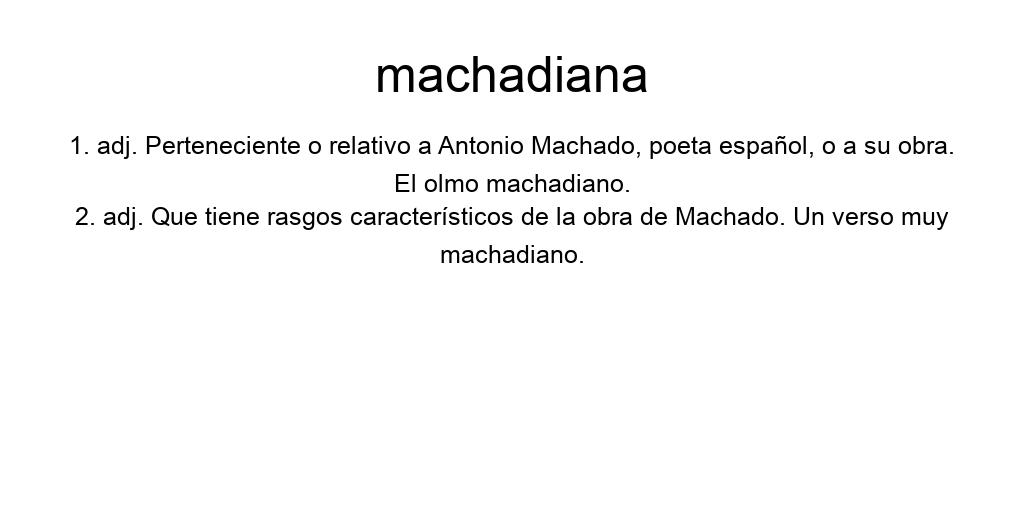 machadiana
1. adj. Perteneciente o relativo a Antonio Machado, poeta español, o a su obra.
El olmo machadiano.
2. adj. Que tiene rasgos característicos de la obra de Machado. Un verso muy
machadiano.